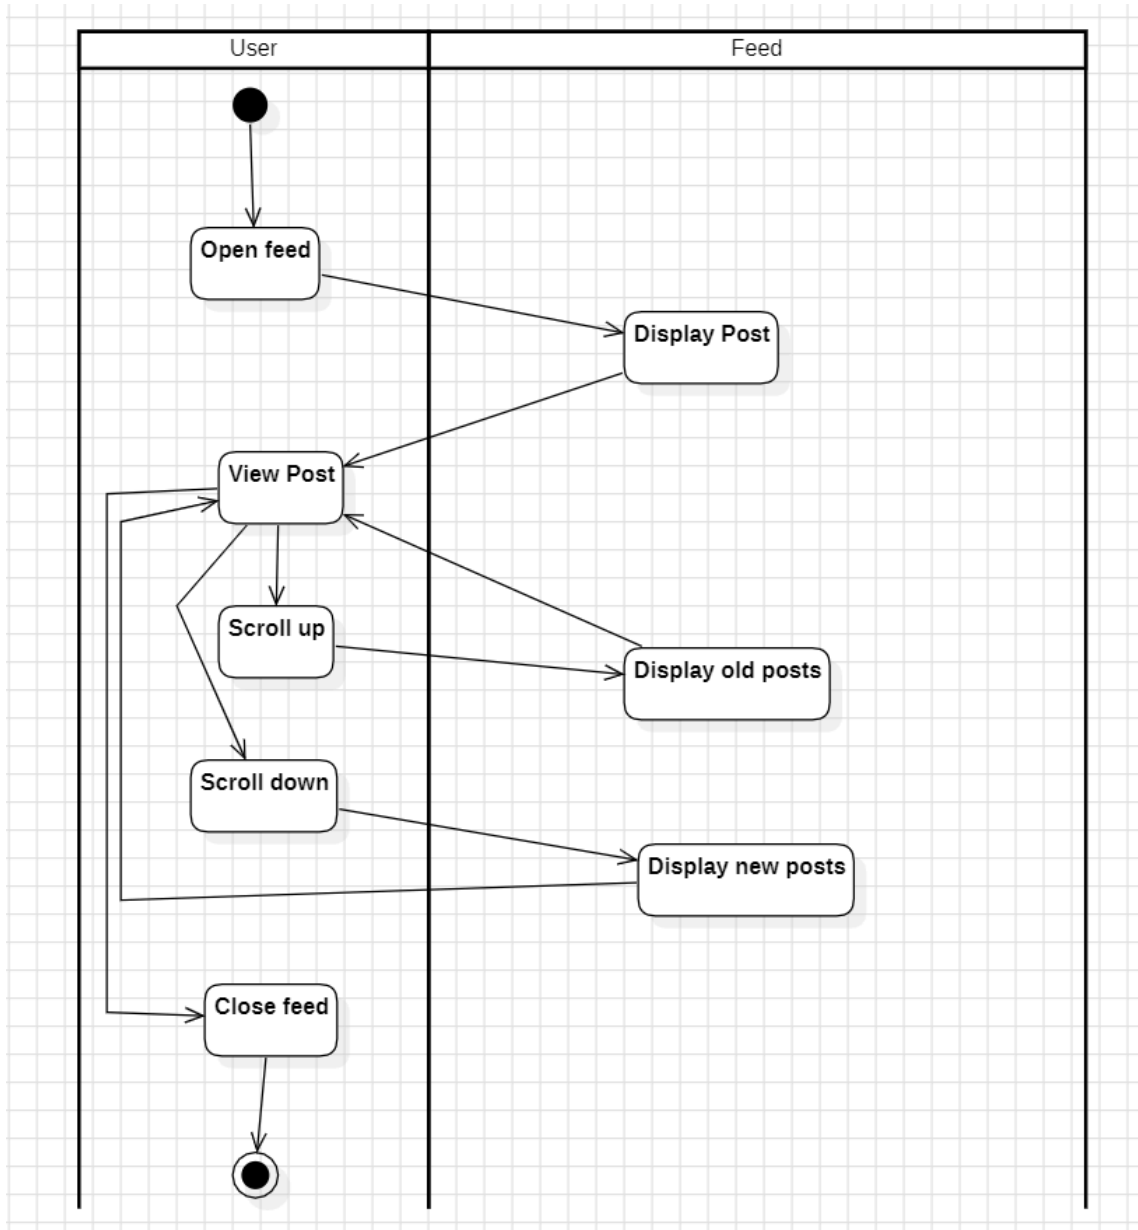 User
Feed
Open feed
Display Post
View Post
Scroll up
Display old posts
Scroll down
Display new posts
Close feed